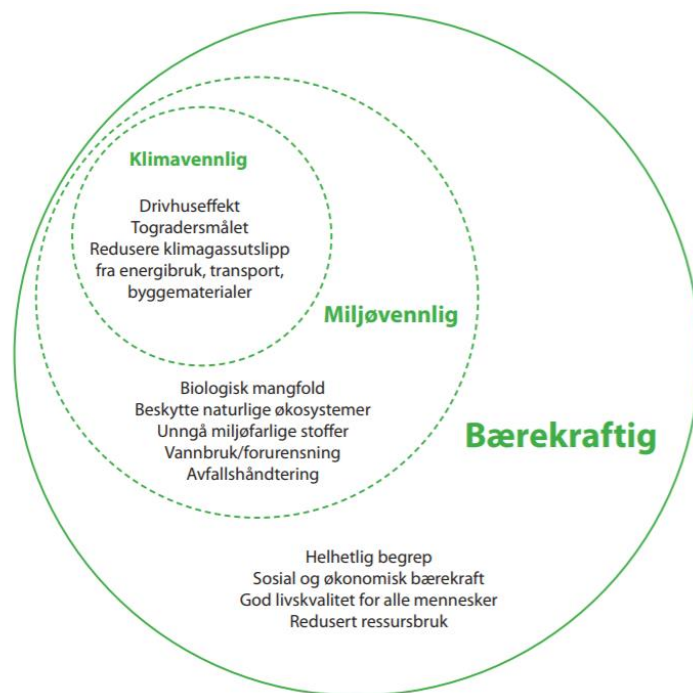 Klimavennlig
Drivhuseffekt
Togradersmålet
Redusere klimagassutslipp
fra energibruk, transport,
byggematerialer
Miljøvennlig
Biologisk mangfold
Beskytte naturlige økosystemer
Unngå miljøfarlige stoffer
Vannbruk/forurensning
Avfallshåndtering
Bærekraftig
Helhetlig begrep
Sosial og økonomisk bærekraft
God livskvalitet for alle mennesker
Redusert ressursbruk